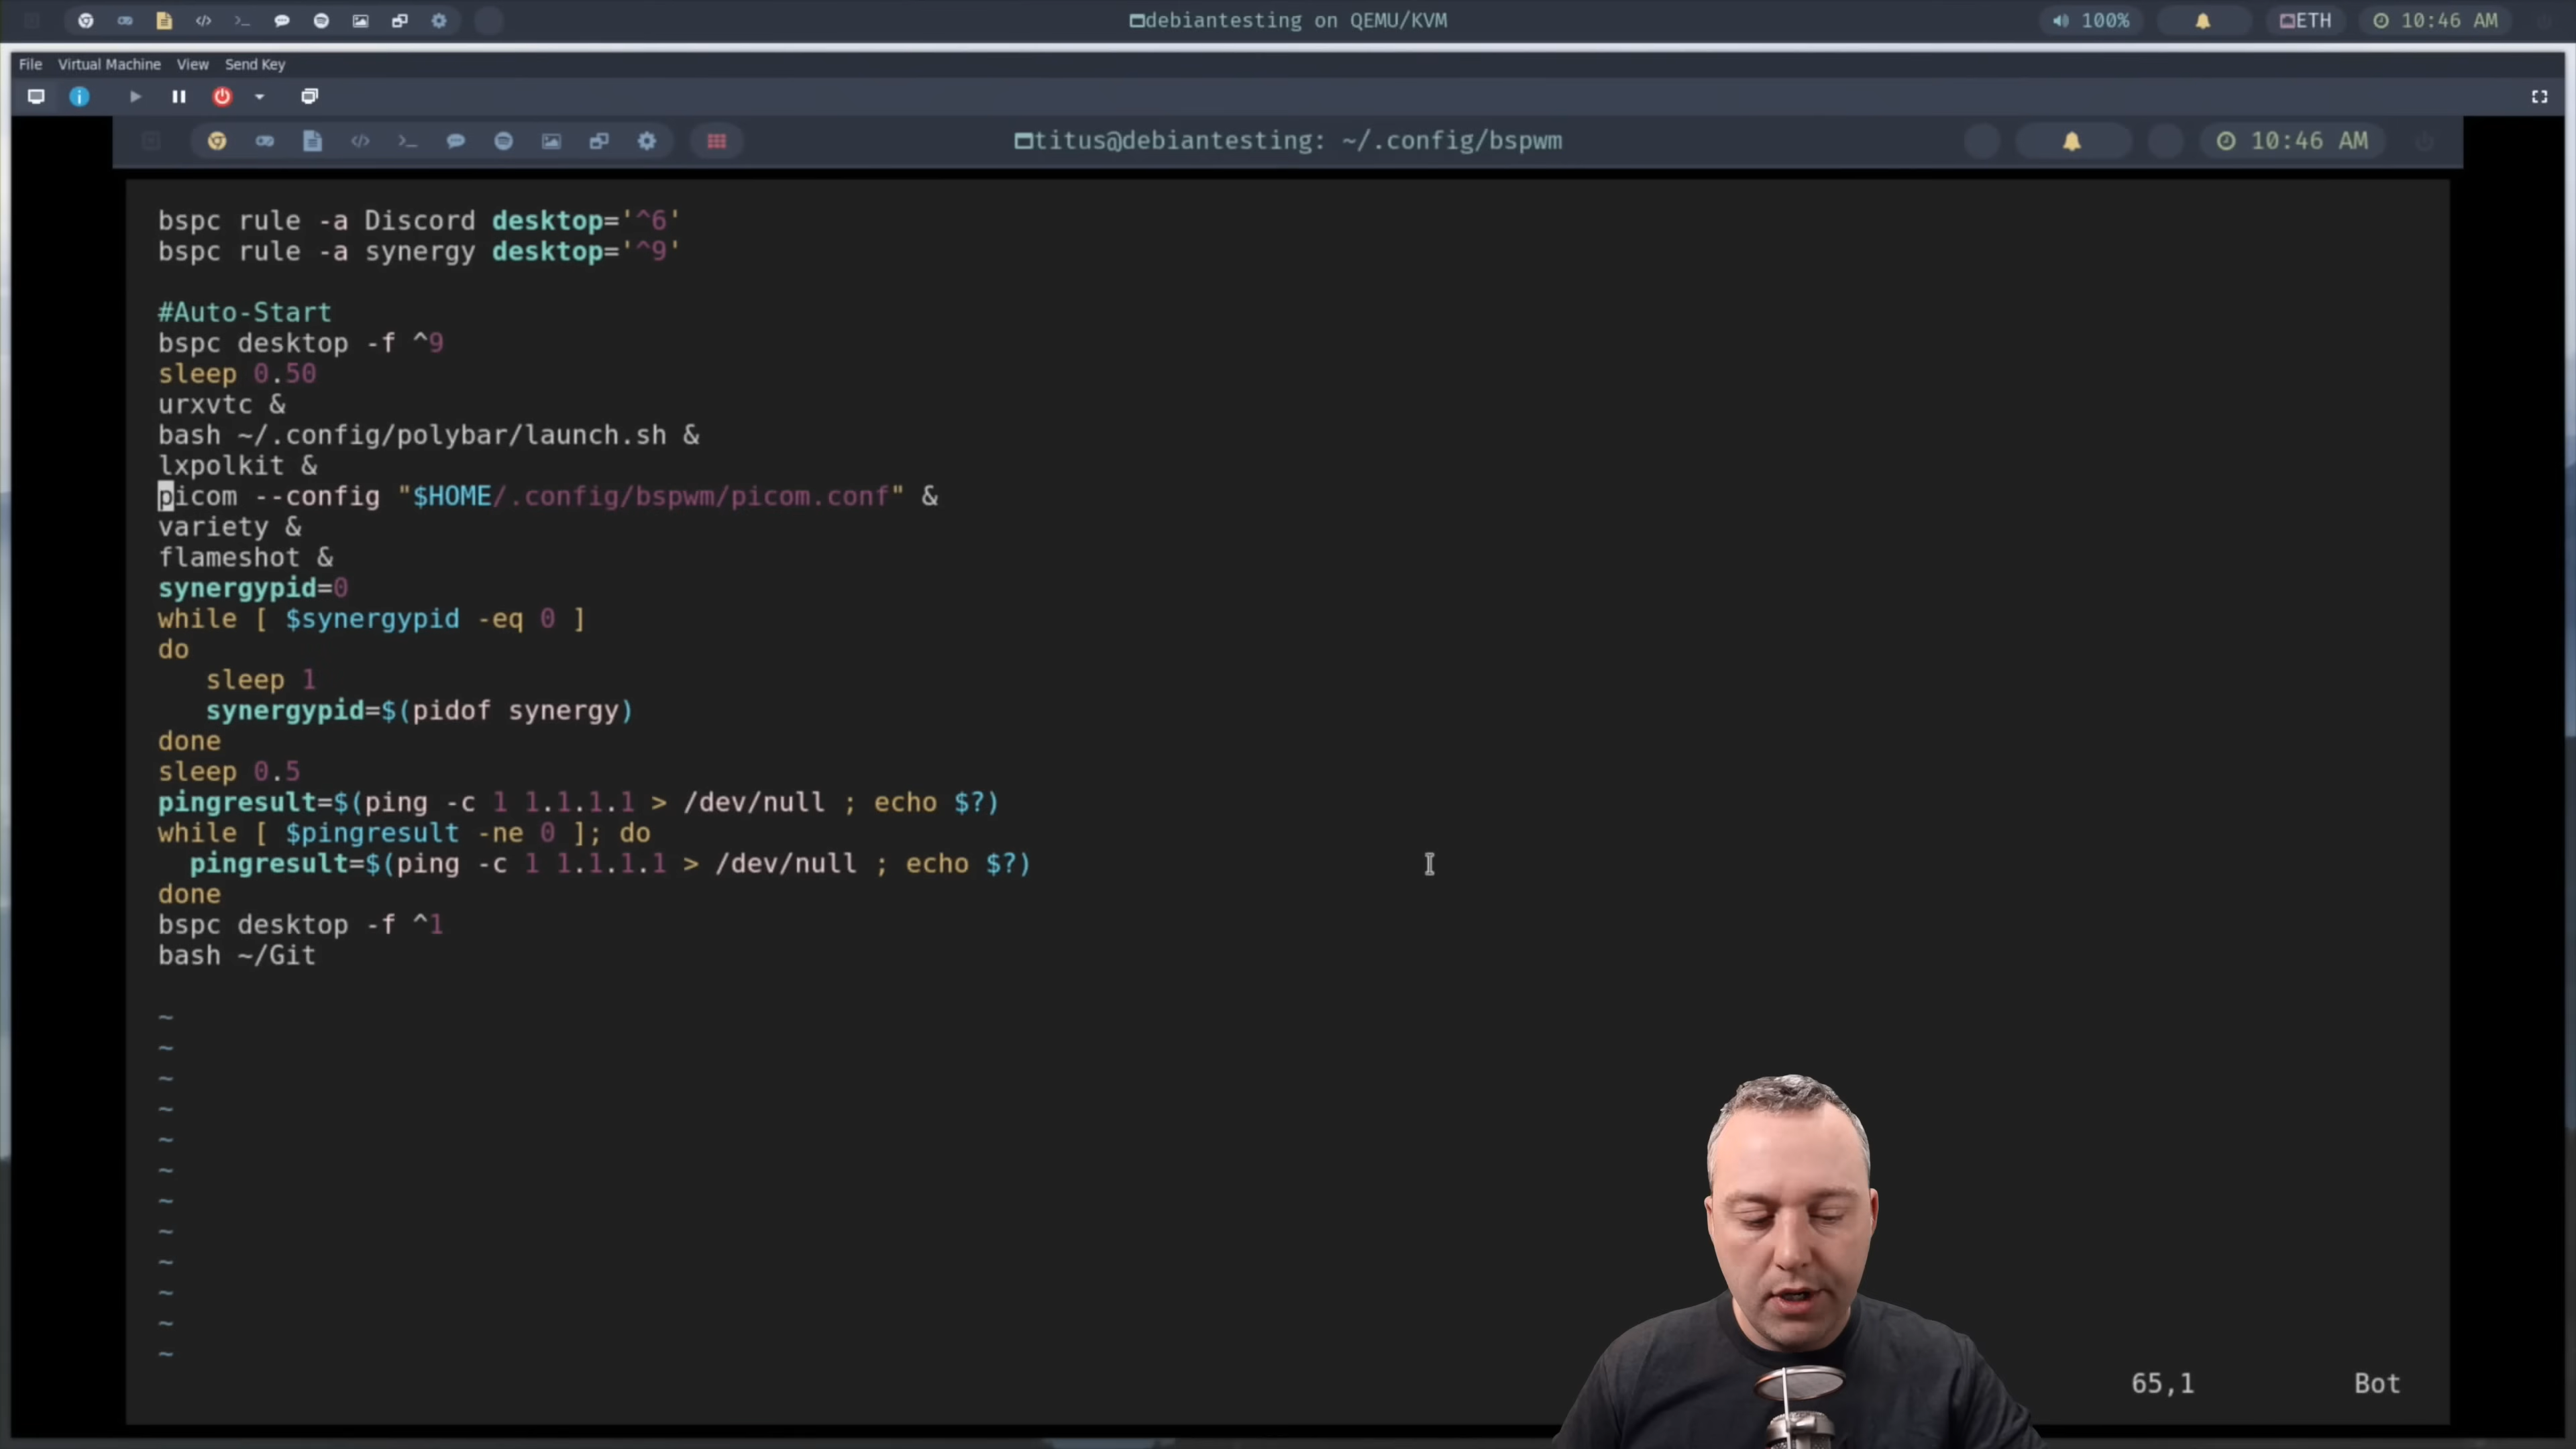 debiantesting on QEMU/KVM
100%
ETH
10:46 AM
File Virtual Machine View Send Key
titus@debiantesting: ~/.config/bspwm
10:46 AM
bspc rule -a Discord desktop='^6'
bspc rule -a synergy desktop='^9'
#Auto-Start
bspc desktop -f ^9
sleep 0.50
urxvtc &
bash ~/.config/polybar/launch.sh &
lxpolkit &
picom --config "$HOME/.config/bspwm/picom.conf" &
variety &
flameshot &
synergypid=0
while [ $synergypid -eq 0 ]
do
sleep 1
synergypid=$(pidof synergy)
done
sleep 0.5
pingresult=$(ping -c 1 1.1.1.1 > /dev/null ; echo $?)
while [ $pingresult -ne 0 ]; do
pingresult=$(ping -c 1 1.1.1.1 > /dev/null ; echo $?)
done
bspc desktop -f ^1
bash ~/Git
~
~
~
~
~
~
~
~
~
~
~
~
65,1 Bot